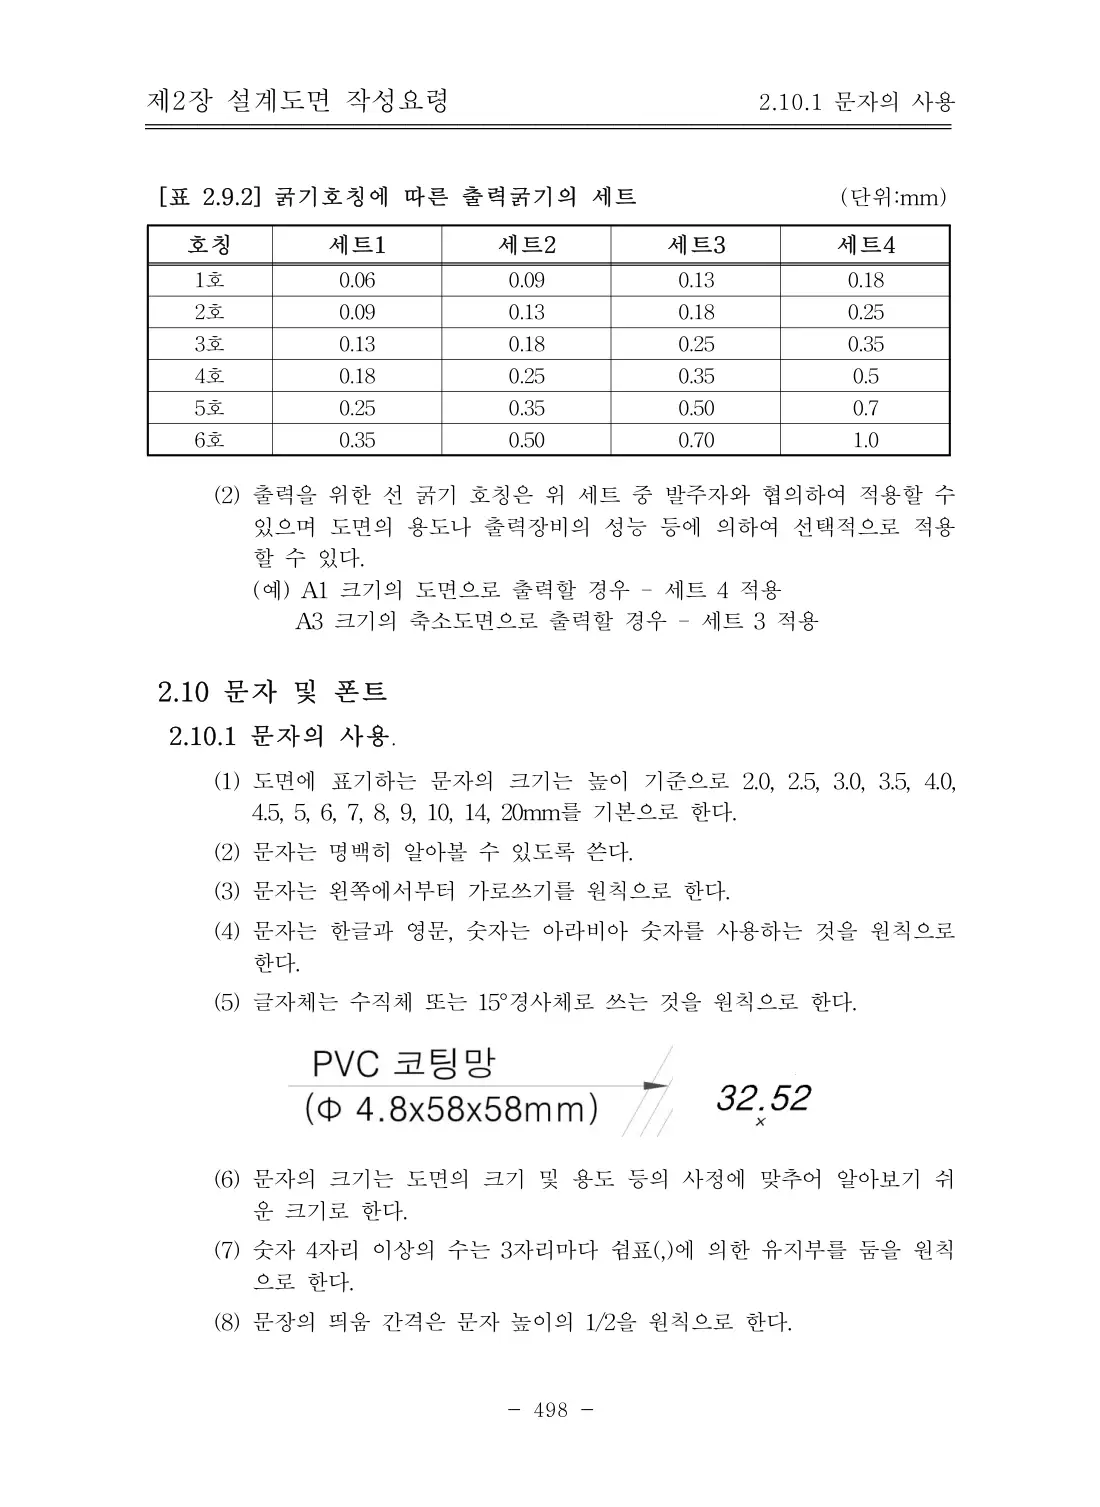 제2장 설계도면 작성요령 2.10.1 문자의 사용
[표 2.9.2] 굵기호칭에 따른 출력굵기의 세트 (단위:mm)
호칭 세트1 세트2 세트3 세트4
1호 0.06 0.09 0.13 0.18
2호 0.09 0.13 0.18 0.25
3호 0.13 0.18 0.25 0.35
4호 0.18 0.25 0.35 0.5
5호 0.25 0.35 0.50 0.7
6호 0.35 0.50 0.70 1.0
(2) 출력을 위한 선 굵기 호칭은 위 세트 중 발주자와 협의하여 적용할 수
있으며 도면의 용도나 출력장비의 성능 등에 의하여 선택적으로 적용
할 수 있다.
(예) A1 크기의 도면으로 출력할 경우 - 세트 4 적용
A3 크기의 축소도면으로 출력할 경우 - 세트 3 적용
2.10 문자 및 폰트
2.10.1 문자의 사용.
(1) 도면에 표기하는 문자의 크기는 높이 기준으로 2.0, 2.5, 3.0, 3.5, 4.0,
4.5, 5, 6, 7, 8, 9, 10, 14, 20mm를 기본으로 한다.
(2) 문자는 명백히 알아볼 수 있도록 쓴다.
(3) 문자는 왼쪽에서부터 가로쓰기를 원칙으로 한다.
(4) 문자는 한글과 영문, 숫자는 아라비아 숫자를 사용하는 것을 원칙으로
한다.
(5) 글자체는 수직체 또는 15°경사체로 쓰는 것을 원칙으로 한다.
PVC 코팅망
(Φ 4.8x58x58mm)
32.52
×
(6) 문자의 크기는 도면의 크기 및 용도 등의 사정에 맞추어 알아보기 쉬
운 크기로 한다.
(7) 숫자 4자리 이상의 수는 3자리마다 쉼표(,)에 의한 유지부를 둠을 원칙
으로 한다.
(8) 문장의 띄움 간격은 문자 높이의 1/2을 원칙으로 한다.
- 498 -